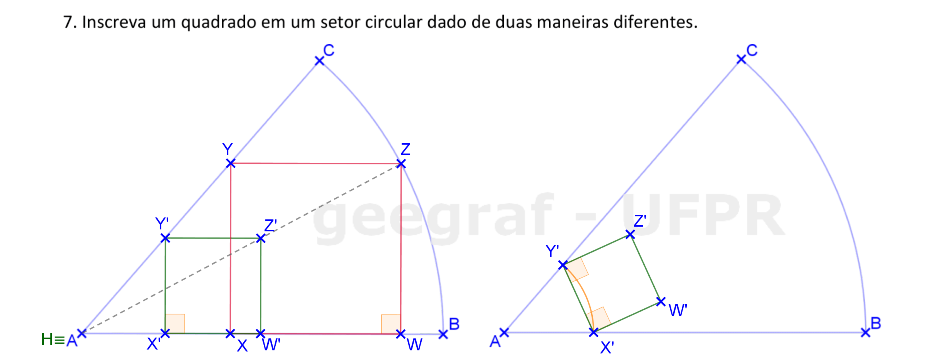 7. Inscreva um quadrado em um setor circular dado de duas maneiras diferentes.
C
C
Y
Z
geegraf - UFPR
Y'
Z'
Z'
Y'
W'
B
B
H≡A
X'
X
W'
W
A
X'